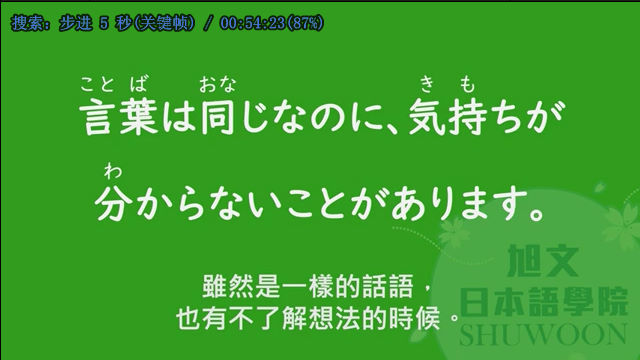 搜索: 步进 5 秒(关键帧) / 00:54:23(87%)
こと ば おな き も
言葉は同じなのに、気持ちが
わ
分からないことがあります。
雖然是一樣的話語，
也有不了解想法的時候。
旭文
日本語學院
SHUWOON